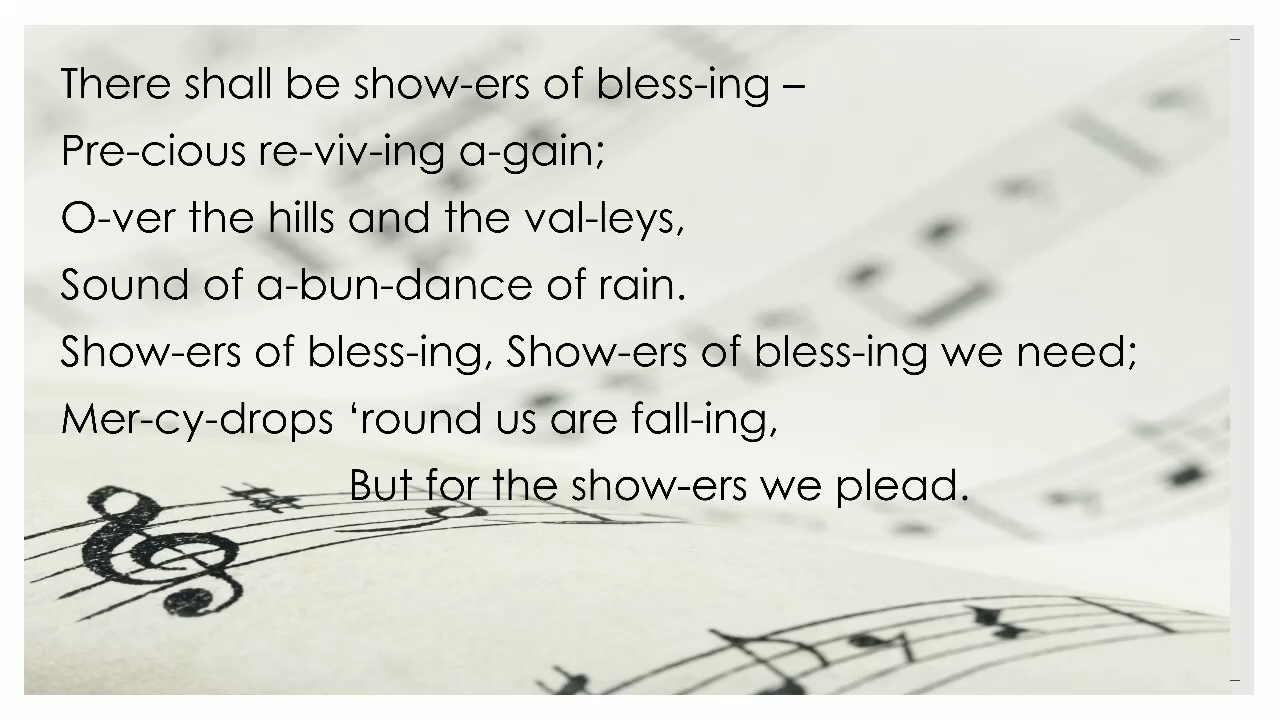 There shall be show-ers of bless-ing –
Pre-cious re-viv-ing a-gain;
O-ver the hills and the val-leys,
Sound of a-bun-dance of rain.
Show-ers of bless-ing, Show-ers of bless-ing we need;
Mer-cy-drops ‘round us are fall-ing,
But for the show-ers we plead.